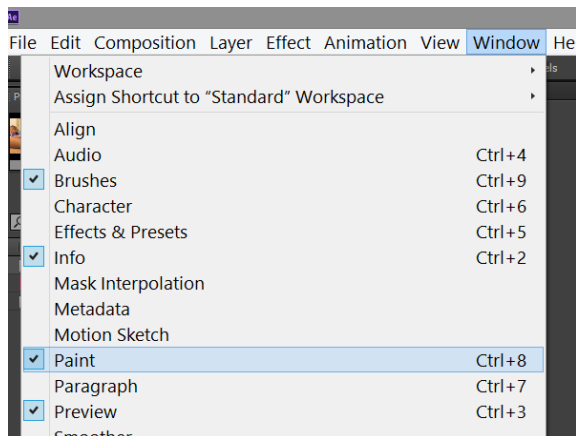 Ae
File Edit Composition Layer Effect Animation View Window He
Workspace
Assign Shortcut to “Standard” Workspace
Align
Audio Ctrl+4
Brushes Ctrl+9
Character Ctrl+6
Effects & Presets Ctrl+5
Info Ctrl+2
Mask Interpolation
Metadata
Motion Sketch
Paint Ctrl+8
Paragraph Ctrl+7
Preview Ctrl+3
Smoother